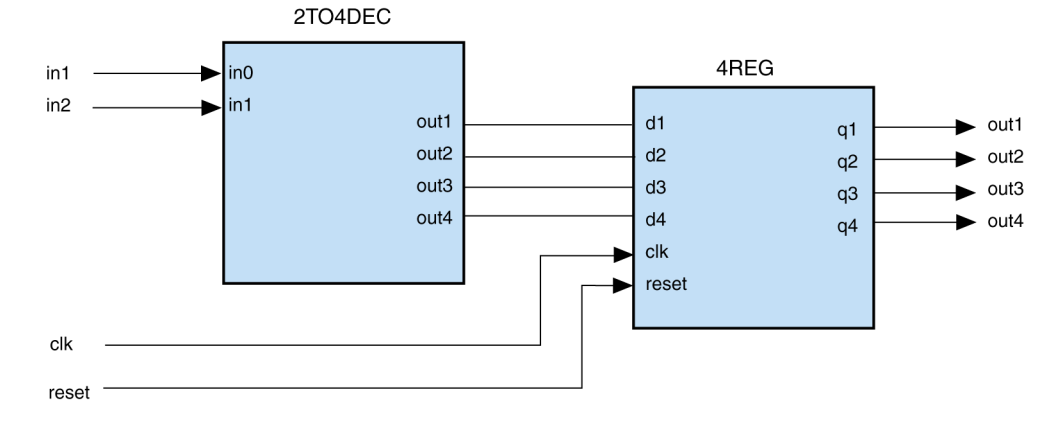 2TO4DEC
4REG
in1
in2
in0
in1
out1
out2
out3
out4
d1
d2
d3
d4
clk
reset
q1
q2
q3
q4
out1
out2
out3
out4
clk
reset